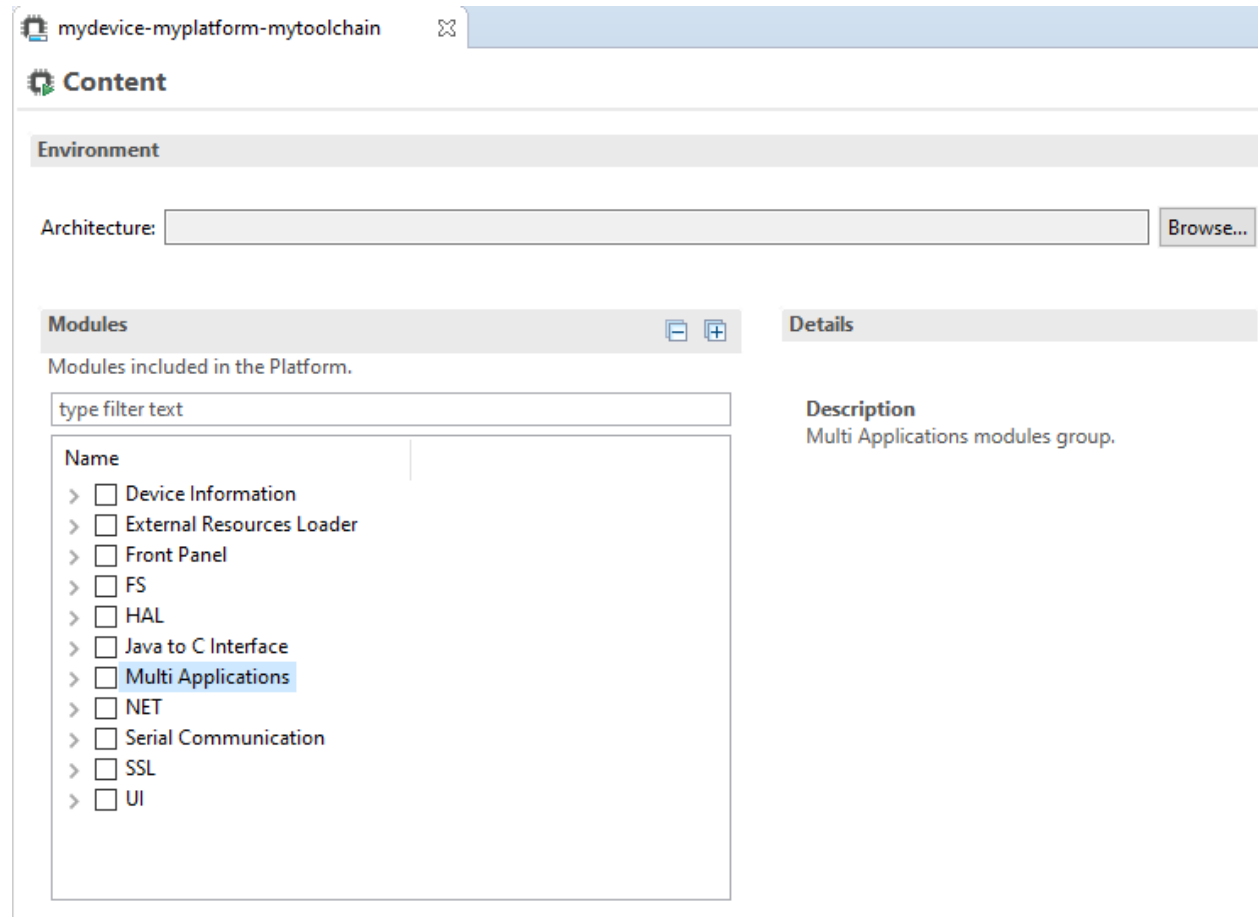 mydevice-myplatform-mytoolchain
Content
Environment
Architecture:
Browse...
Modules
Modules included in the Platform.
type filter text
Name
Device Information
External Resources Loader
Front Panel
FS
HAL
Java to C Interface
Multi Applications
NET
Serial Communication
SSL
UI
Details
Description
Multi Applications modules group.